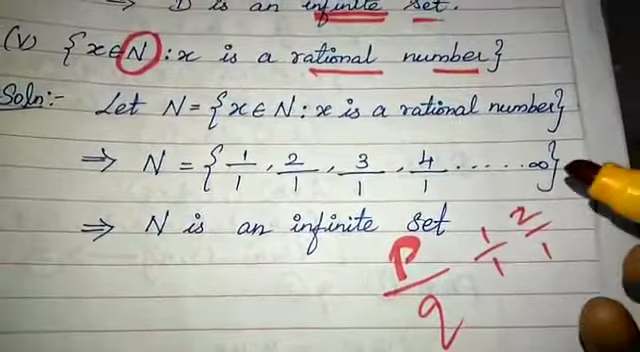 ⇒ D is an infinite set.
(V) {x∈N : x is a rational number}
Soln:- Let N = {x∈N : x is a rational number}
⇒ N = {1/1, 2/1, 3/1, 4/1 ......∞}
⇒ N is an infinite set
P/q 1/1 2/1